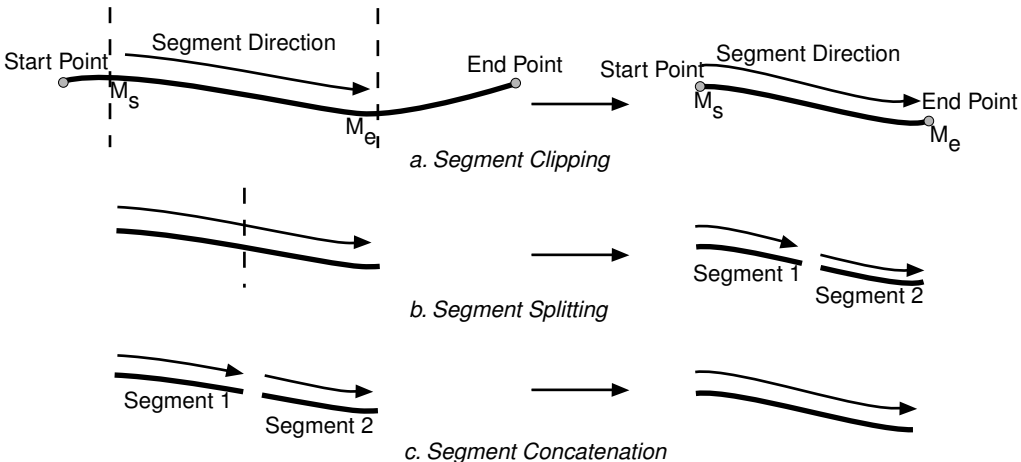 Segment Direction
Start Point
End Point
M_s
M_e
Segment Direction
Start Point
End Point
M_s
M_e
a. Segment Clipping
Segment 1
Segment 2
b. Segment Splitting
Segment 1
Segment 2
c. Segment Concatenation